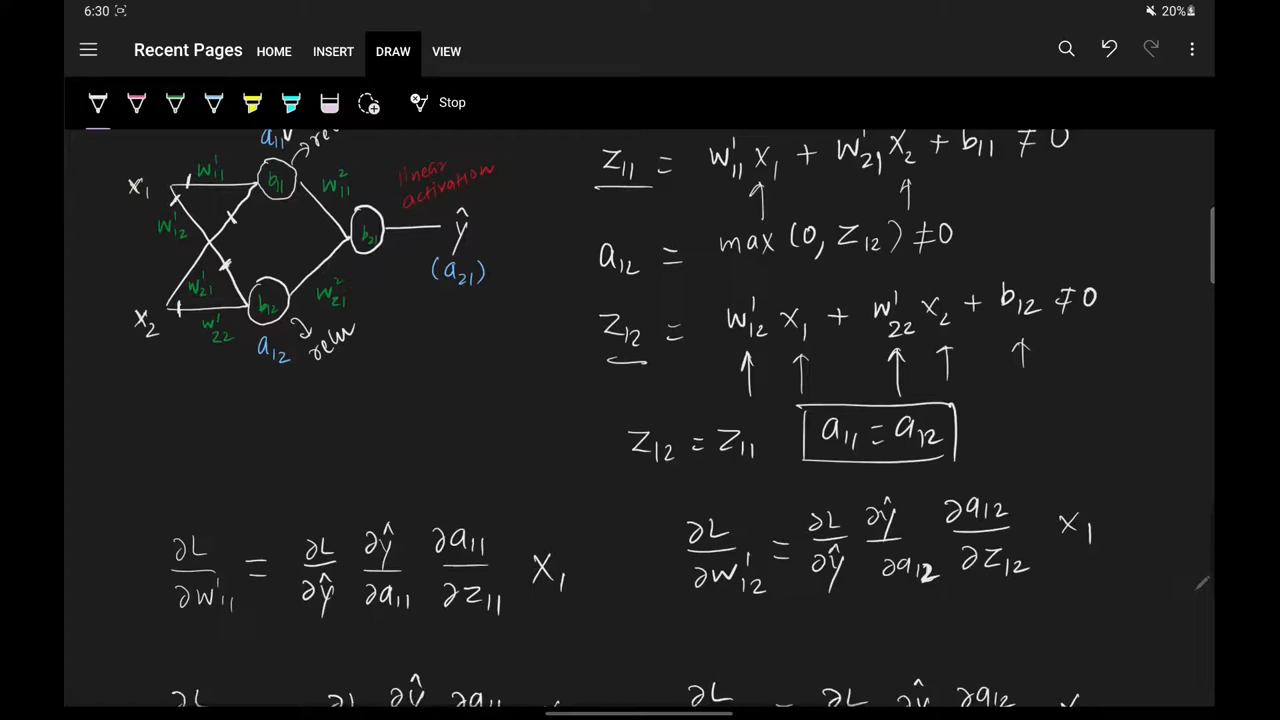 6:30
20%
Recent Pages HOME INSERT DRAW VIEW
Stop
a₁₁
x₁ w¹₁₁ b₁₁ w²₁₁ linear activation
w¹₁₂ b₂₁ ŷ
(a₂₁)
w¹₂₁ b₁₂ w²₂₁
x₂ w¹₂₂ relu
a₁₂
z₁₁ = w¹₁₁ x₁ + w¹₂₁ x₂ + b₁₁ ≠ 0
a₁₂ = max (0, z₁₂) ≠ 0
z₁₂ = w¹₁₂ x₁ + w¹₂₂ x₂ + b₁₂ ≠ 0
z₁₂ = z₁₁ a₁₁ = a₁₂
∂L/∂w¹₁₁ = ∂L/∂ŷ ∂ŷ/∂a₁₁ ∂a₁₁/∂z₁₁ x₁
∂L/∂w¹₁₂ = ∂L/∂ŷ ∂ŷ/∂a₁₂ ∂a₁₂/∂z₁₂ x₁
∂L ∂L ∂ŷ ∂a₁₁
∂L = ∂L ∂ŷ ∂a₁₂